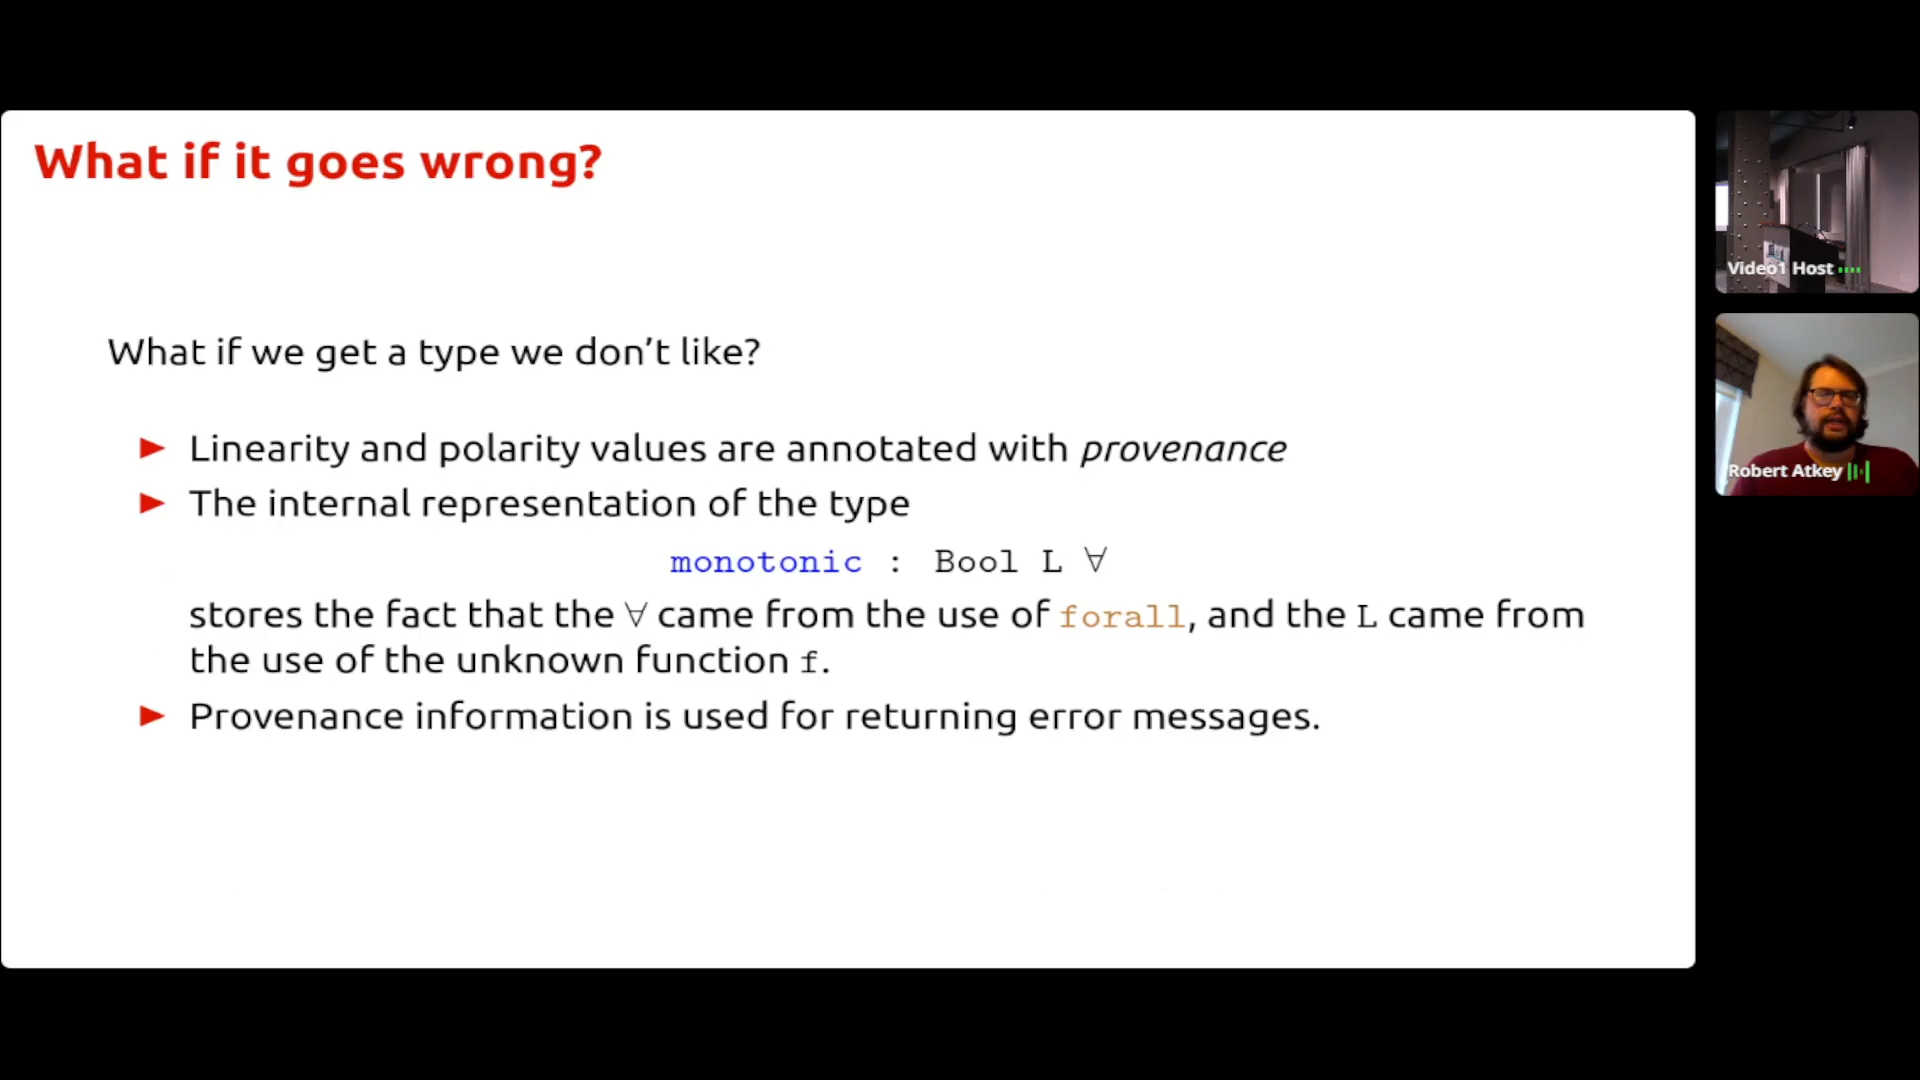 What if it goes wrong?
What if we get a type we don't like?
► Linearity and polarity values are annotated with provenance
► The internal representation of the type
monotonic : Bool L ∀
stores the fact that the ∀ came from the use of forall, and the L came from
the use of the unknown function f.
► Provenance information is used for returning error messages.
Video1 Host
Robert Atkey